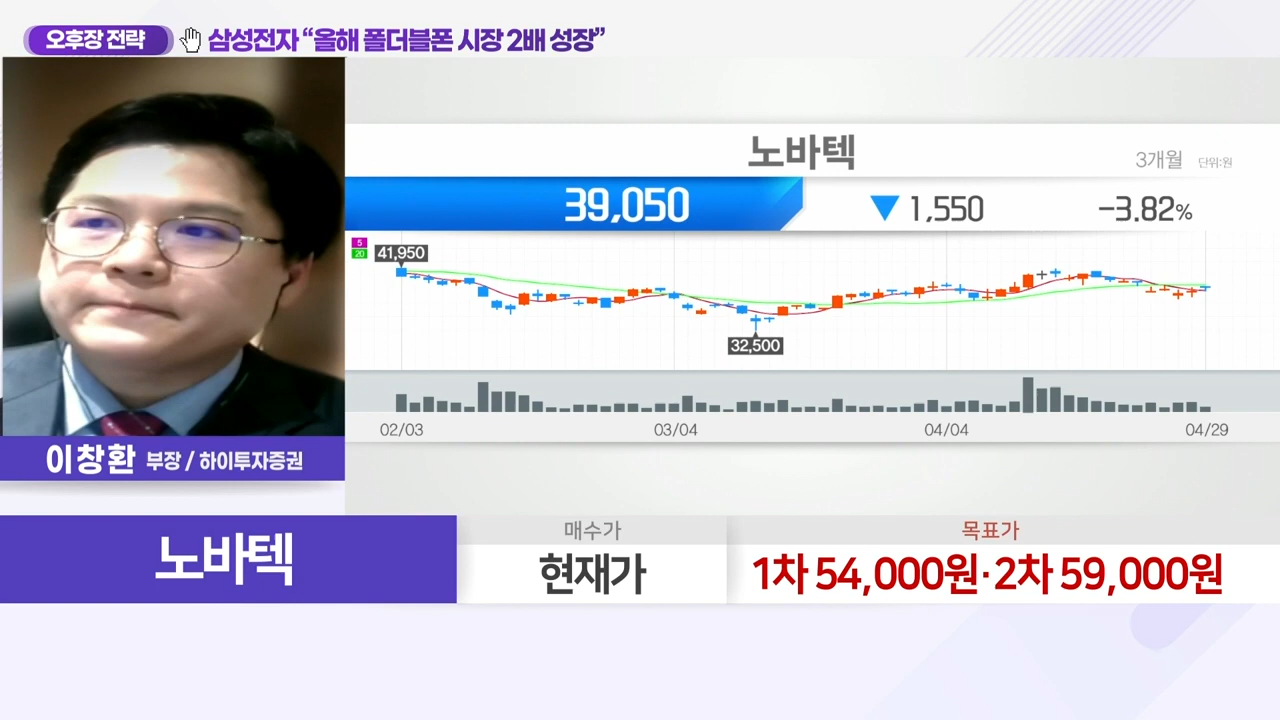 오후장 전략
삼성전자 “올해 폴더블폰 시장 2배 성장”
노바텍
3개월 단위:원
39,050 ▼ 1,550 -3.82%
5
20
41,950
32,500
02/03 03/04 04/04 04/29
이창환 부장 / 하이투자증권
노바텍
매수가
현재가
목표가
1차 54,000원·2차 59,000원